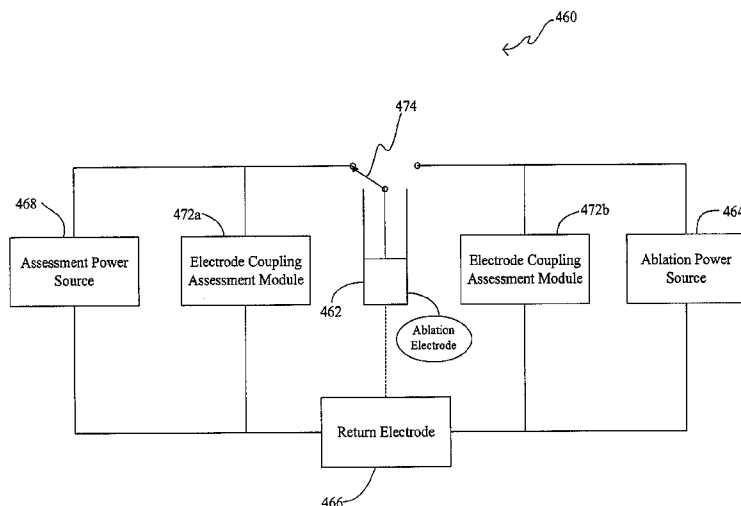 460
474
468
472a
472b
464
Assessment Power
Source
Electrode Coupling
Assessment Module
Electrode Coupling
Assessment Module
Ablation Power
Source
462
Ablation
Electrode
Return Electrode
466